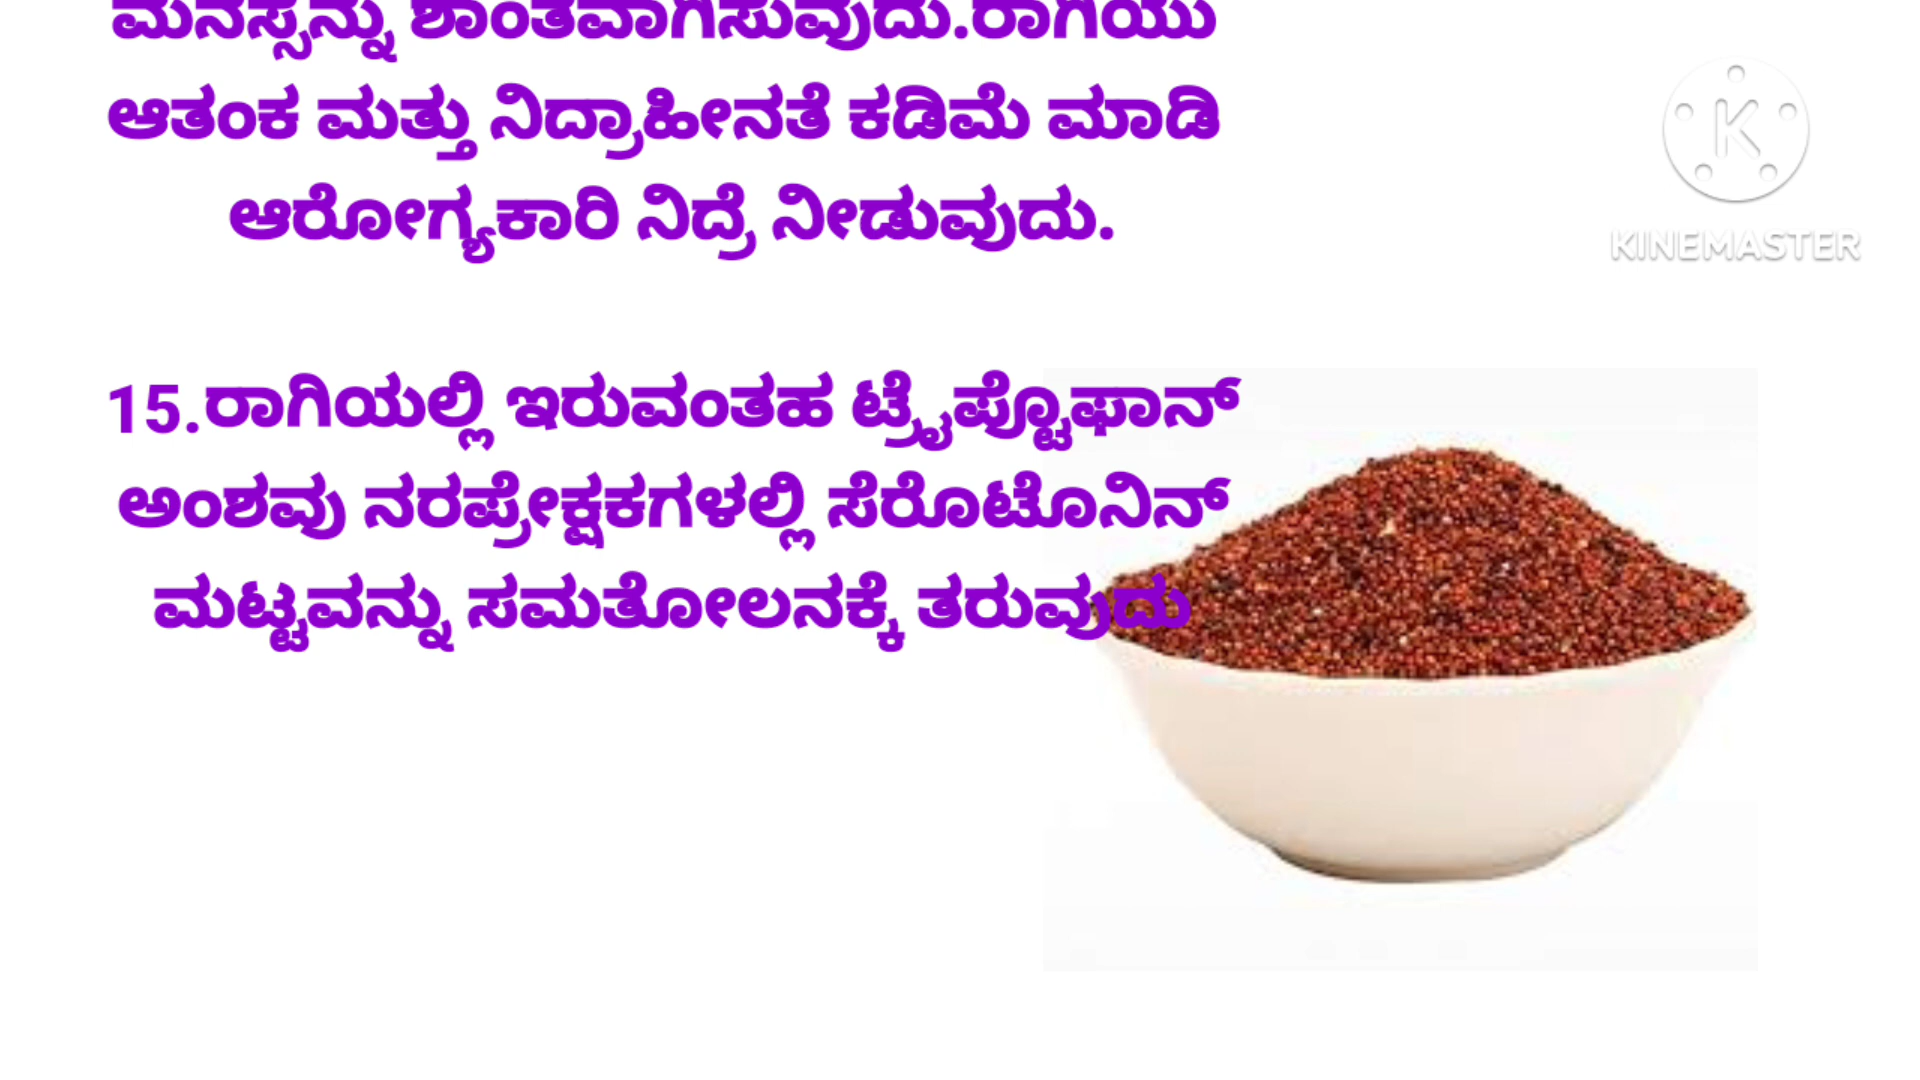 ಮನಸ್ಸನ್ನು ಶಾಂತವಾಗಿಸುವುದು.ರಾಗಿಯು
ಆತಂಕ ಮತ್ತು ನಿದ್ರಾಹೀನತೆ ಕಡಿಮೆ ಮಾಡಿ
ಆರೋಗ್ಯಕಾರಿ ನಿದ್ರೆ ನೀಡುವುದು.
K
KINEMASTER
15.ರಾಗಿಯಲ್ಲಿ ಇರುವಂತಹ ಟ್ರೈಪ್ಟೊಫಾನ್
ಅಂಶವು ನರಪ್ರೇಕ್ಷಕಗಳಲ್ಲಿ ಸೆರೊಟೊನಿನ್
ಮಟ್ಟವನ್ನು ಸಮತೋಲನಕ್ಕೆ ತರುವುದು